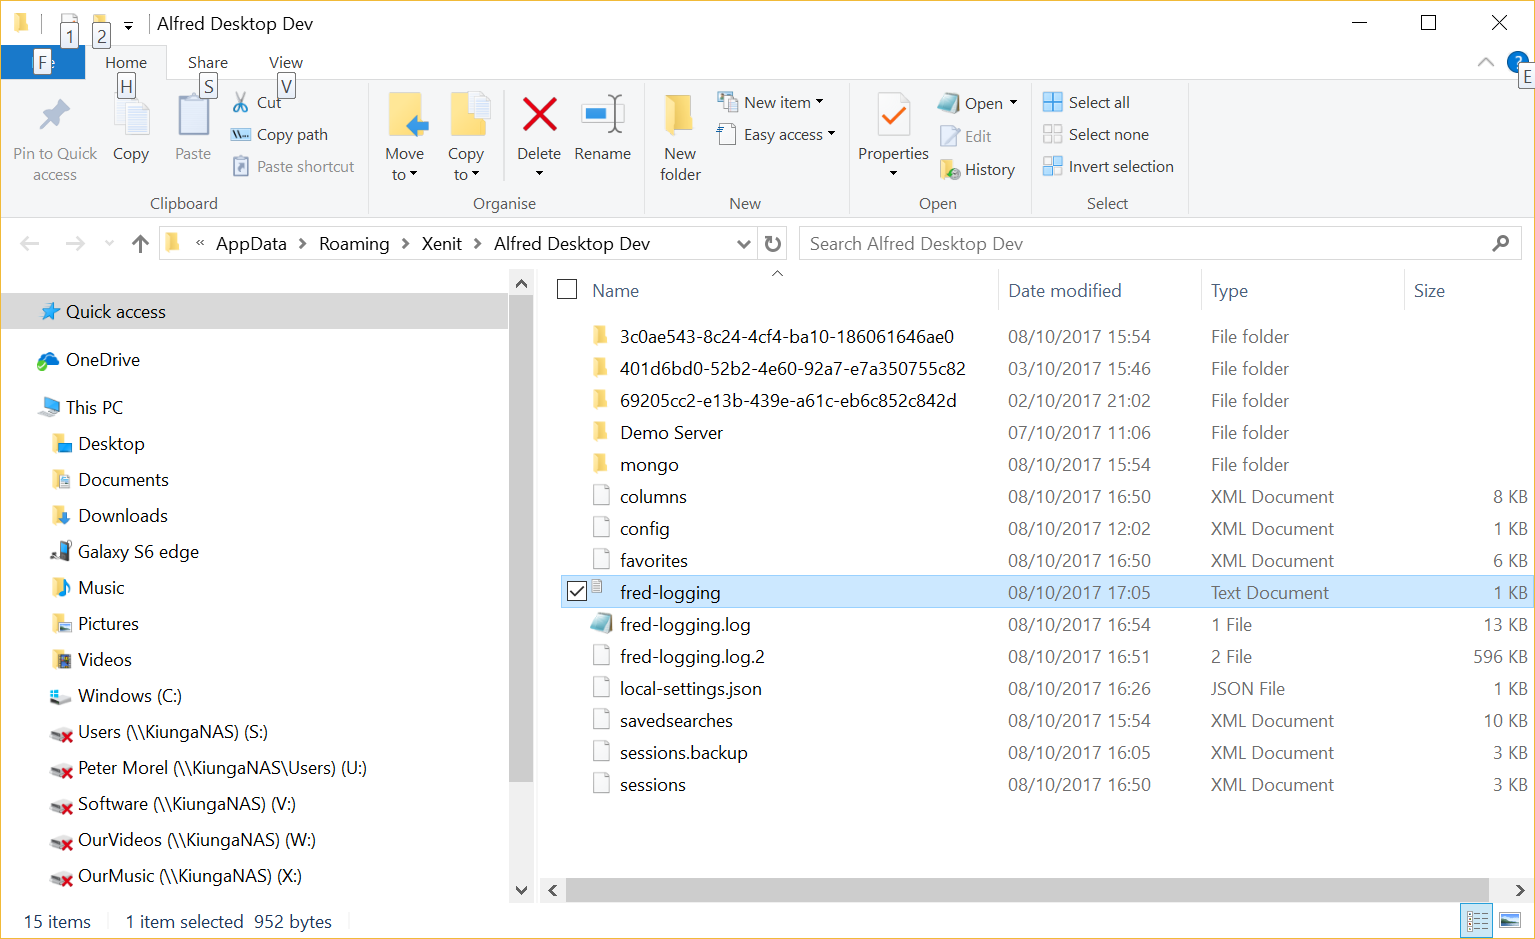 Alfred Desktop Dev
1 2
F H S V E
Home Share View
Pin to Quick access
Copy
Paste
Cut
Copy path
Paste shortcut
Clipboard
Move to
Copy to
Delete
Rename
Organise
New folder
New item
Easy access
New
Properties
Open
Edit
History
Open
Select all
Select none
Invert selection
Select
« AppData > Roaming > Xenit > Alfred Desktop Dev
Search Alfred Desktop Dev
Quick access
OneDrive
This PC
Desktop
Documents
Downloads
Galaxy S6 edge
Music
Pictures
Videos
Windows (C:)
Users (\\KiungaNAS) (S:)
Peter Morel (\\KiungaNAS\Users) (U:)
Software (\\KiungaNAS) (V:)
OurVideos (\\KiungaNAS) (W:)
OurMusic (\\KiungaNAS) (X:)
Name Date modified Type Size
3c0ae543-8c24-4cf4-ba10-186061646ae0 08/10/2017 15:54 File folder
401d6bd0-52b2-4e60-92a7-e7a350755c82 03/10/2017 15:46 File folder
69205cc2-e13b-439e-a61c-eb6c852c842d 02/10/2017 21:02 File folder
Demo Server 07/10/2017 11:06 File folder
mongo 08/10/2017 15:54 File folder
columns 08/10/2017 16:50 XML Document 8 KB
config 08/10/2017 12:02 XML Document 1 KB
favorites 08/10/2017 16:50 XML Document 6 KB
fred-logging 08/10/2017 17:05 Text Document 1 KB
fred-logging.log 08/10/2017 16:54 1 File 13 KB
fred-logging.log.2 08/10/2017 16:51 2 File 596 KB
local-settings.json 08/10/2017 16:26 JSON File 1 KB
savedsearches 08/10/2017 15:54 XML Document 10 KB
sessions.backup 08/10/2017 16:05 XML Document 3 KB
sessions 08/10/2017 16:50 XML Document 3 KB
15 items 1 item selected 952 bytes